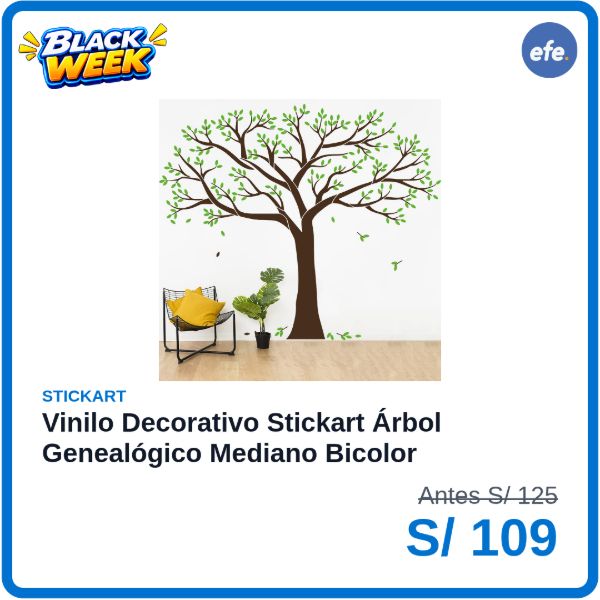 BLACK
WEEK
efe.
STICKART
Vinilo Decorativo Stickart Árbol
Genealógico Mediano Bicolor
Antes S/ 125
S/ 109